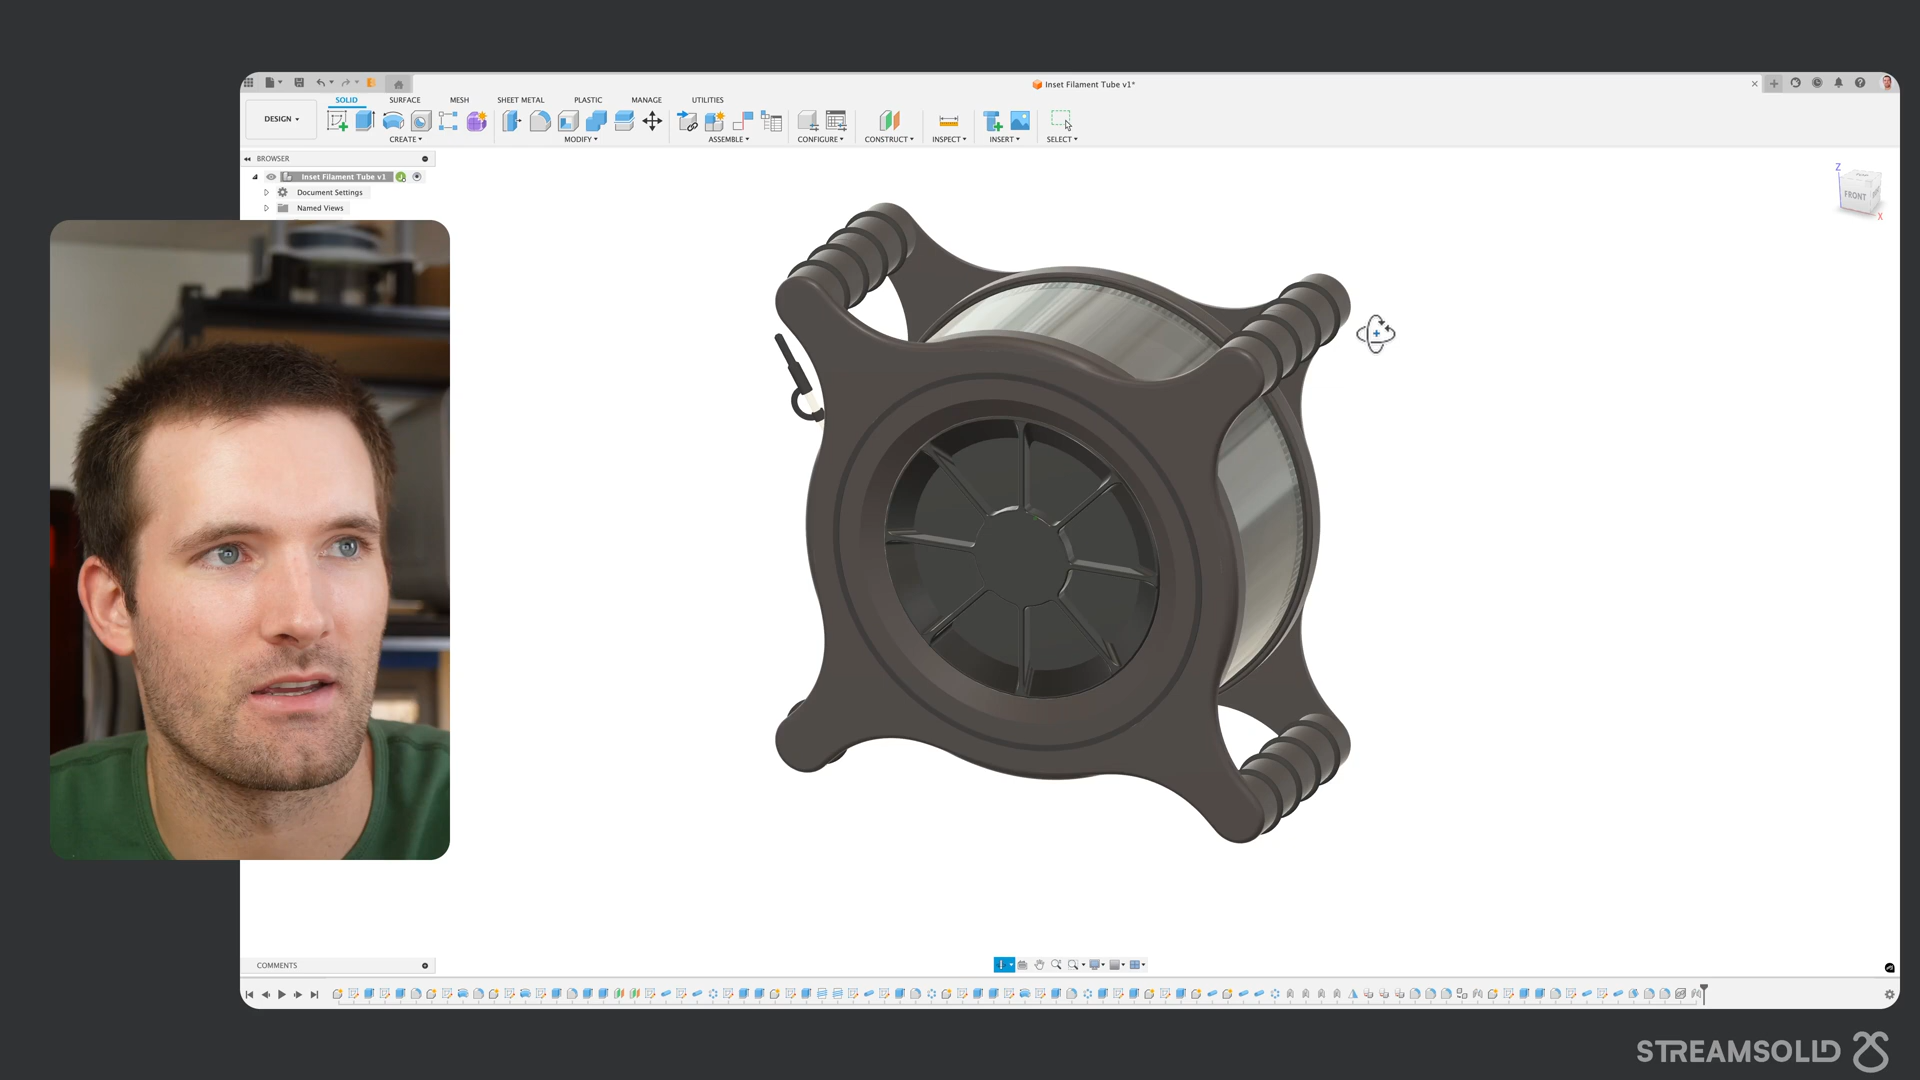 Inset Filament Tube v1*
SOLID
SURFACE
MESH
SHEET METAL
PLASTIC
MANAGE
UTILITIES
DESIGN
CREATE
MODIFY
ASSEMBLE
CONFIGURE
CONSTRUCT
INSPECT
INSERT
SELECT
BROWSER
Inset Filament Tube v1
Document Settings
Named Views
Z
FRONT
X
COMMENTS
STREAMSOLID